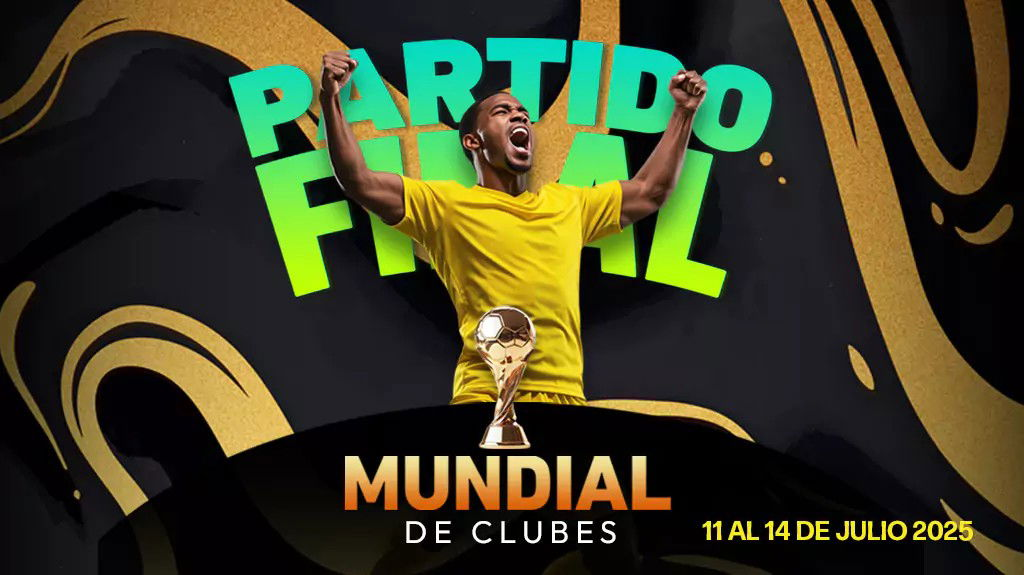 PARTIDO
FINAL
MUNDIAL
DE CLUBES
11 AL 14 DE JULIO 2025